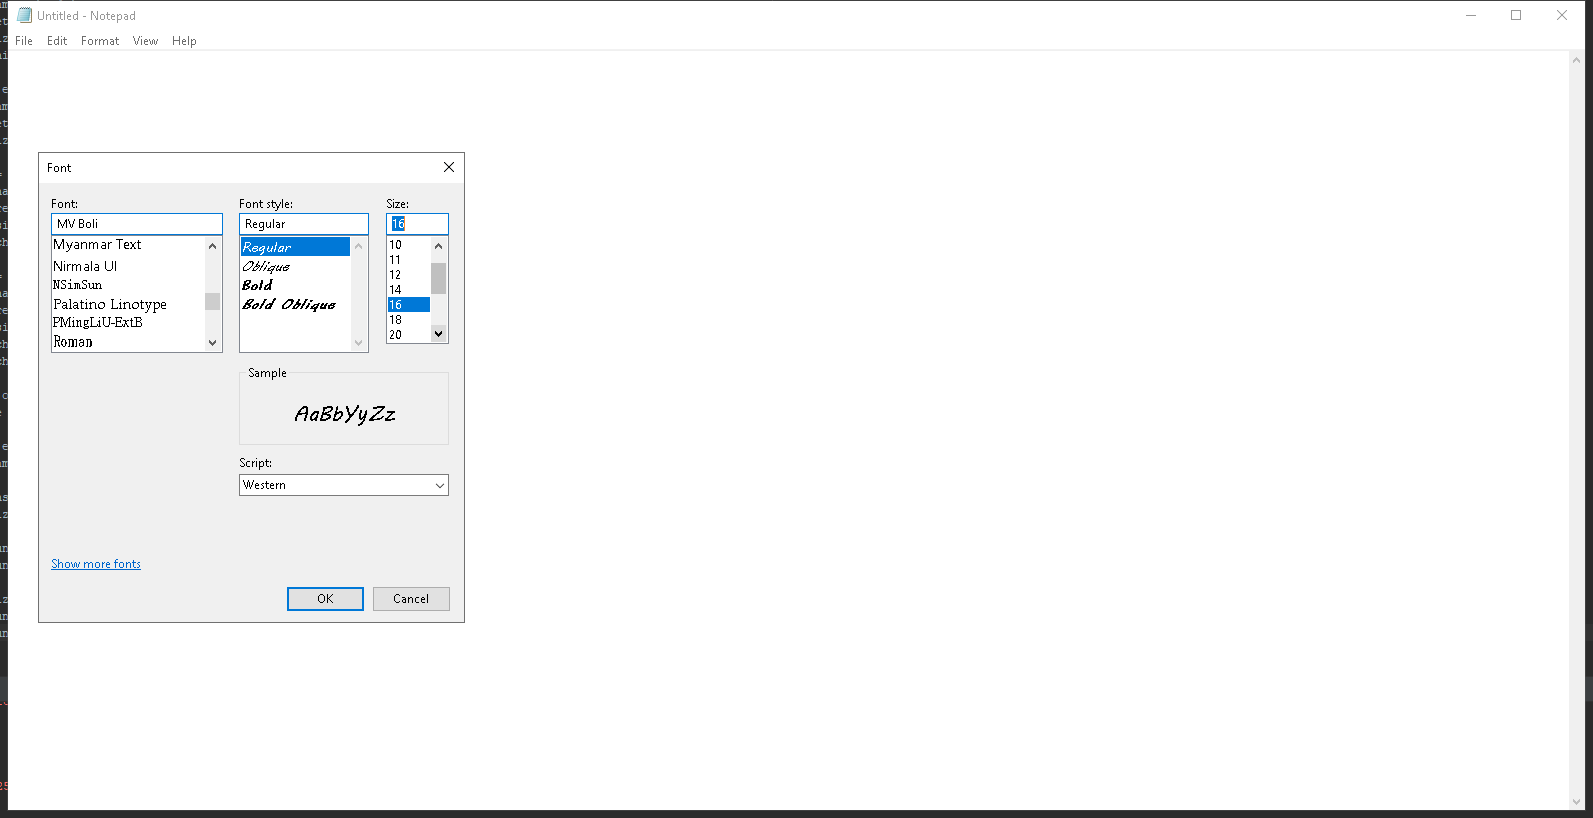 Untitled - Notepad
File Edit Format View Help
Font
Font: Font style: Size:
MV Boli Regular 16
Myanmar Text
Nirmala UI
NSimSun
Palatino Linotype
PMingLiU-ExtB
Roman
Regular
Oblique
Bold
Bold Oblique
10
11
12
14
16
18
20
Sample
AaBbYyZz
Script:
Western
Show more fonts
OK Cancel